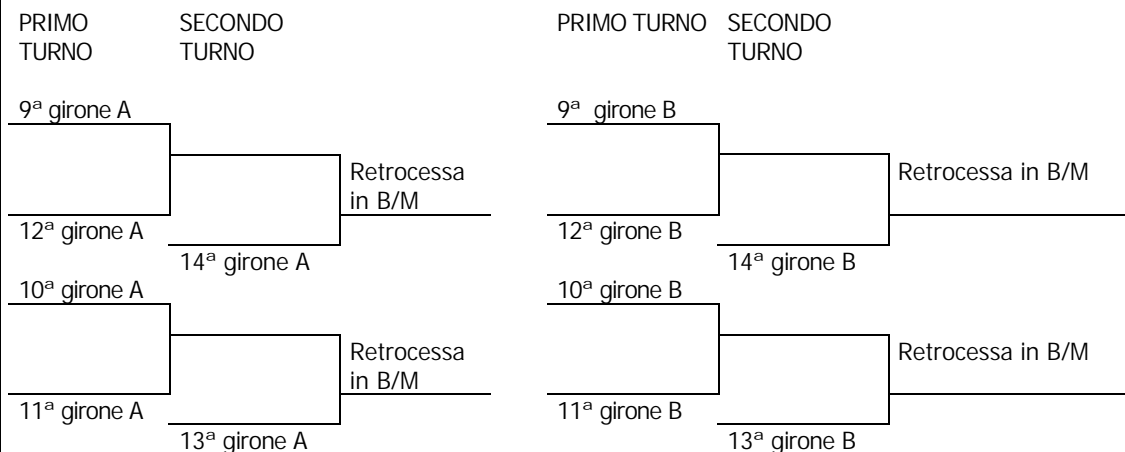 PRIMO
TURNO
SECONDO
TURNO
9ª girone A
Retrocessa
in B/M
12ª girone A
14ª girone A
10ª girone A
Retrocessa
in B/M
11ª girone A
13ª girone A
PRIMO TURNO
SECONDO
TURNO
9ª girone B
Retrocessa in B/M
12ª girone B
14ª girone B
10ª girone B
Retrocessa in B/M
11ª girone B
13ª girone B